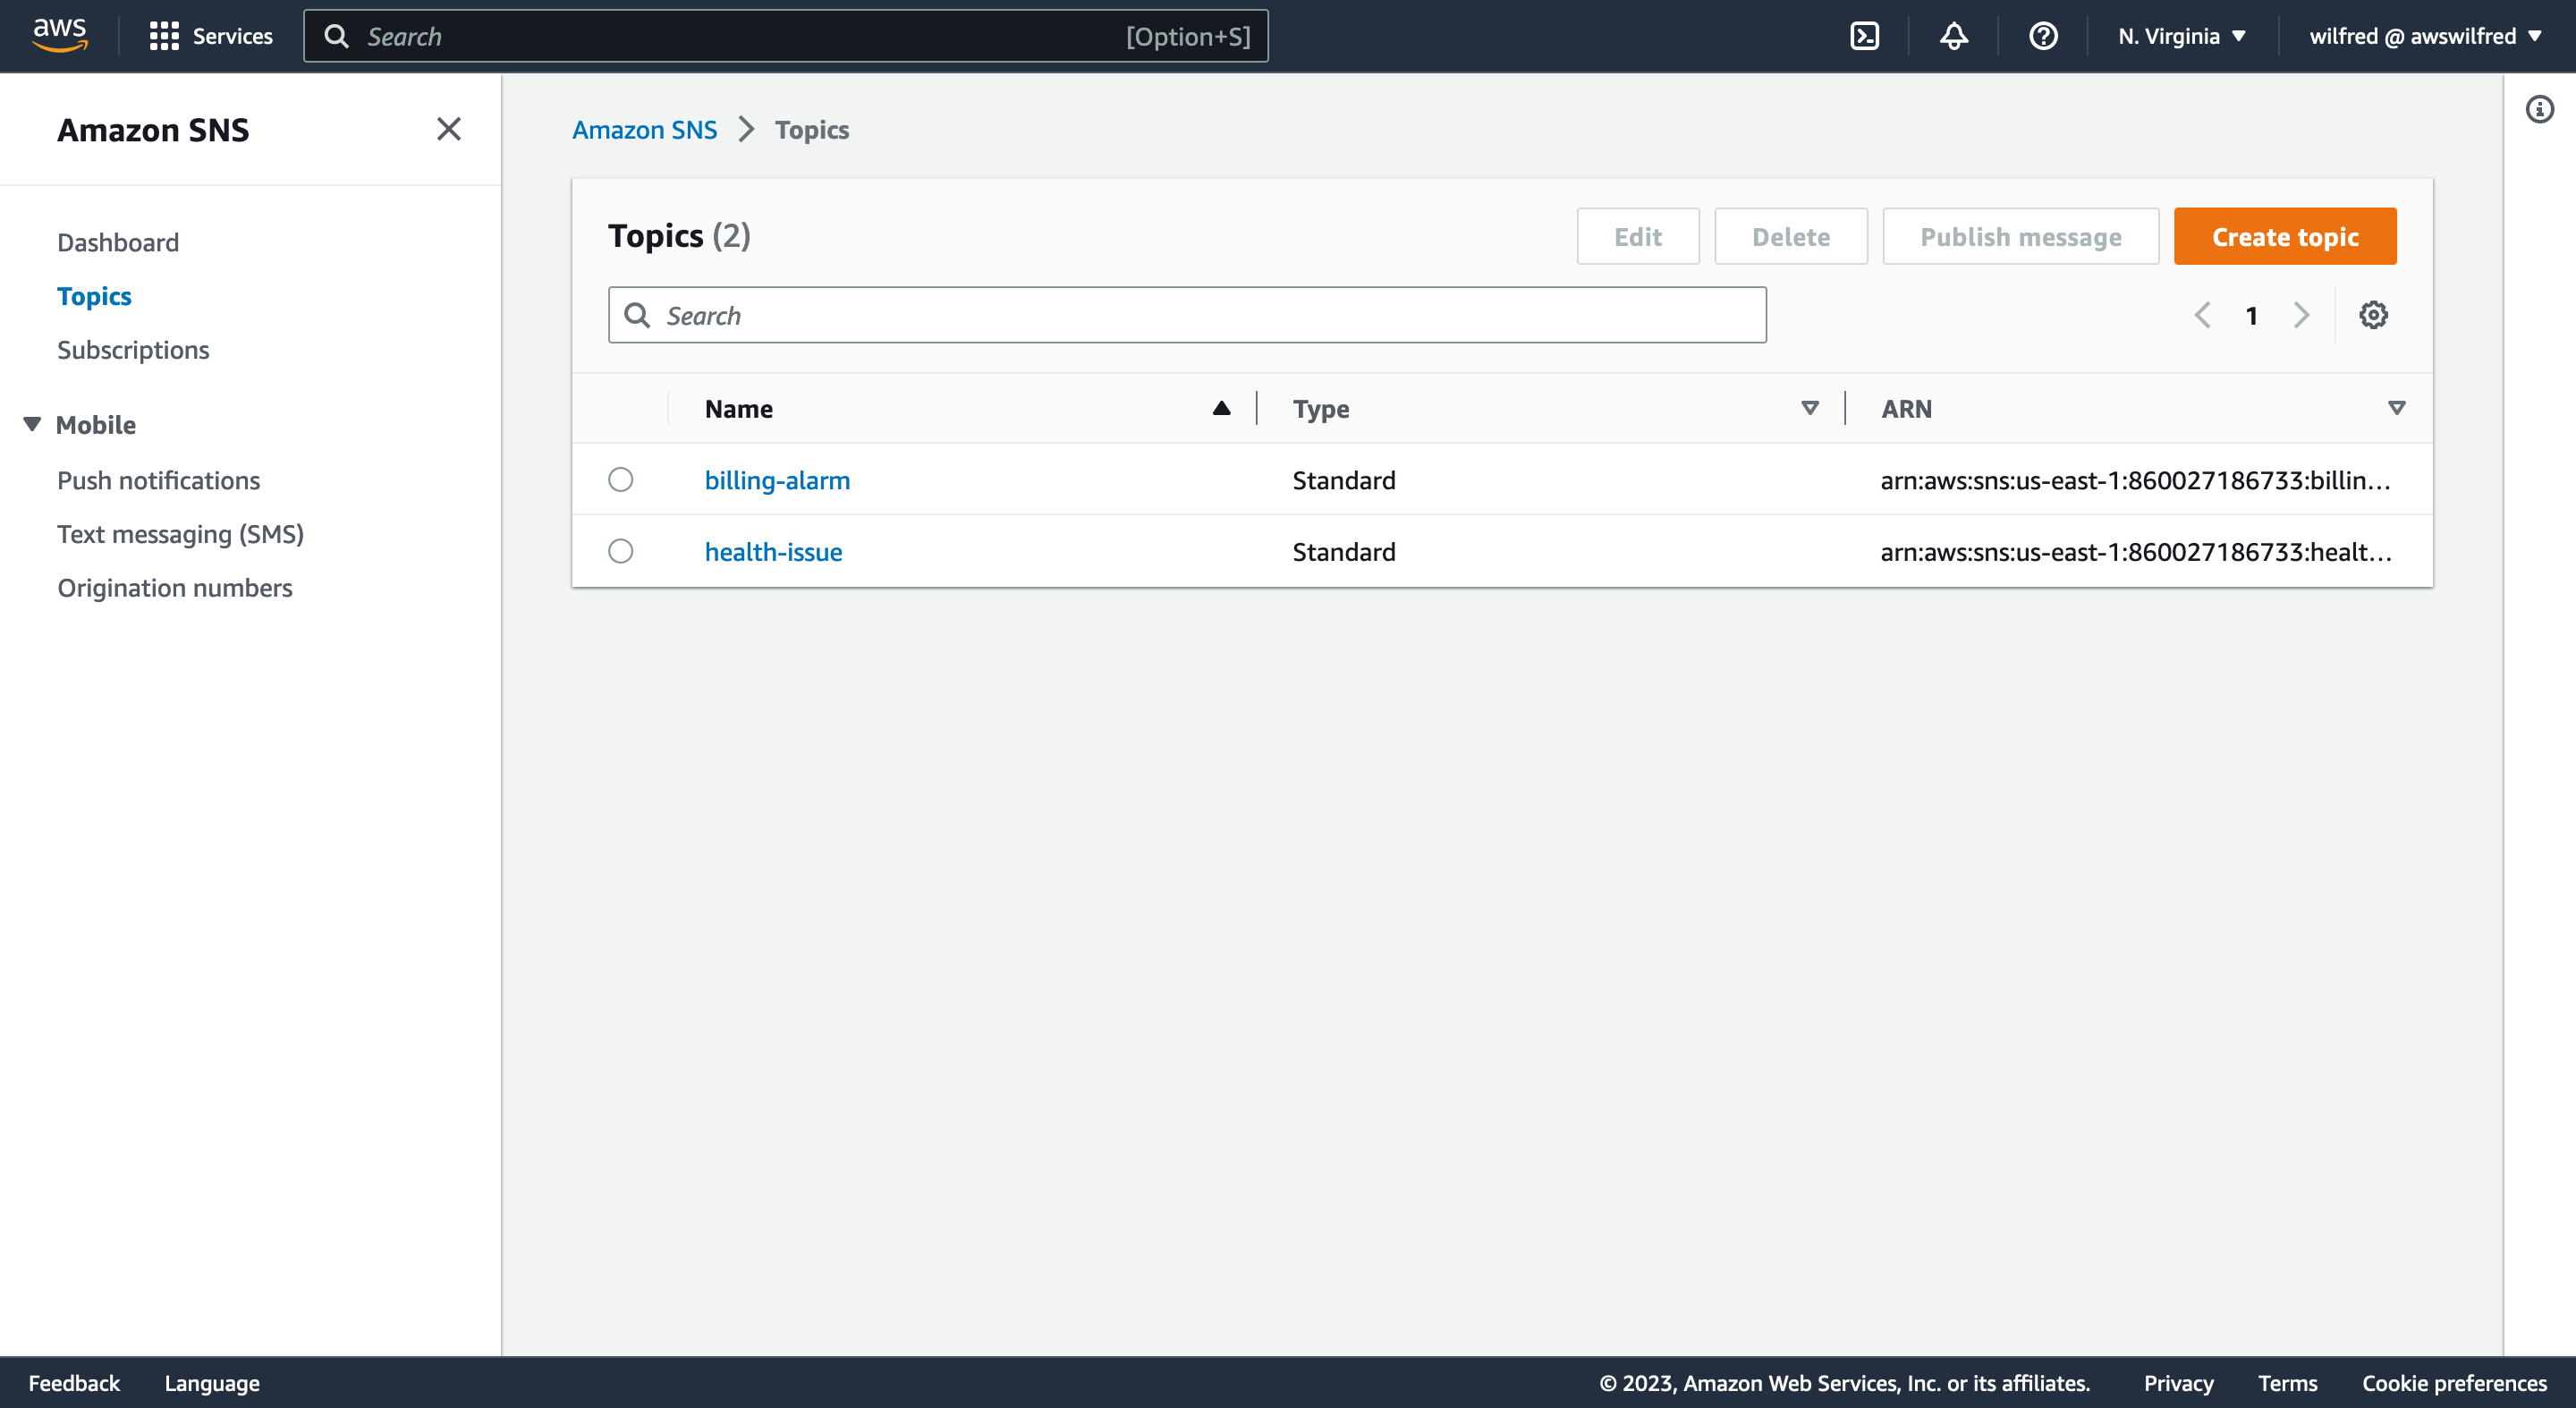 aws Services Search [Option+S] N. Virginia wilfred @ awswilfred
Amazon SNS
Dashboard
Topics
Subscriptions
Mobile
Push notifications
Text messaging (SMS)
Origination numbers
Amazon SNS Topics
Topics (2) Edit Delete Publish message Create topic
Search 1
Name Type ARN
billing-alarm Standard arn:aws:sns:us-east-1:860027186733:billin...
health-issue Standard arn:aws:sns:us-east-1:860027186733:healt...
Feedback Language © 2023, Amazon Web Services, Inc. or its affiliates. Privacy Terms Cookie preferences